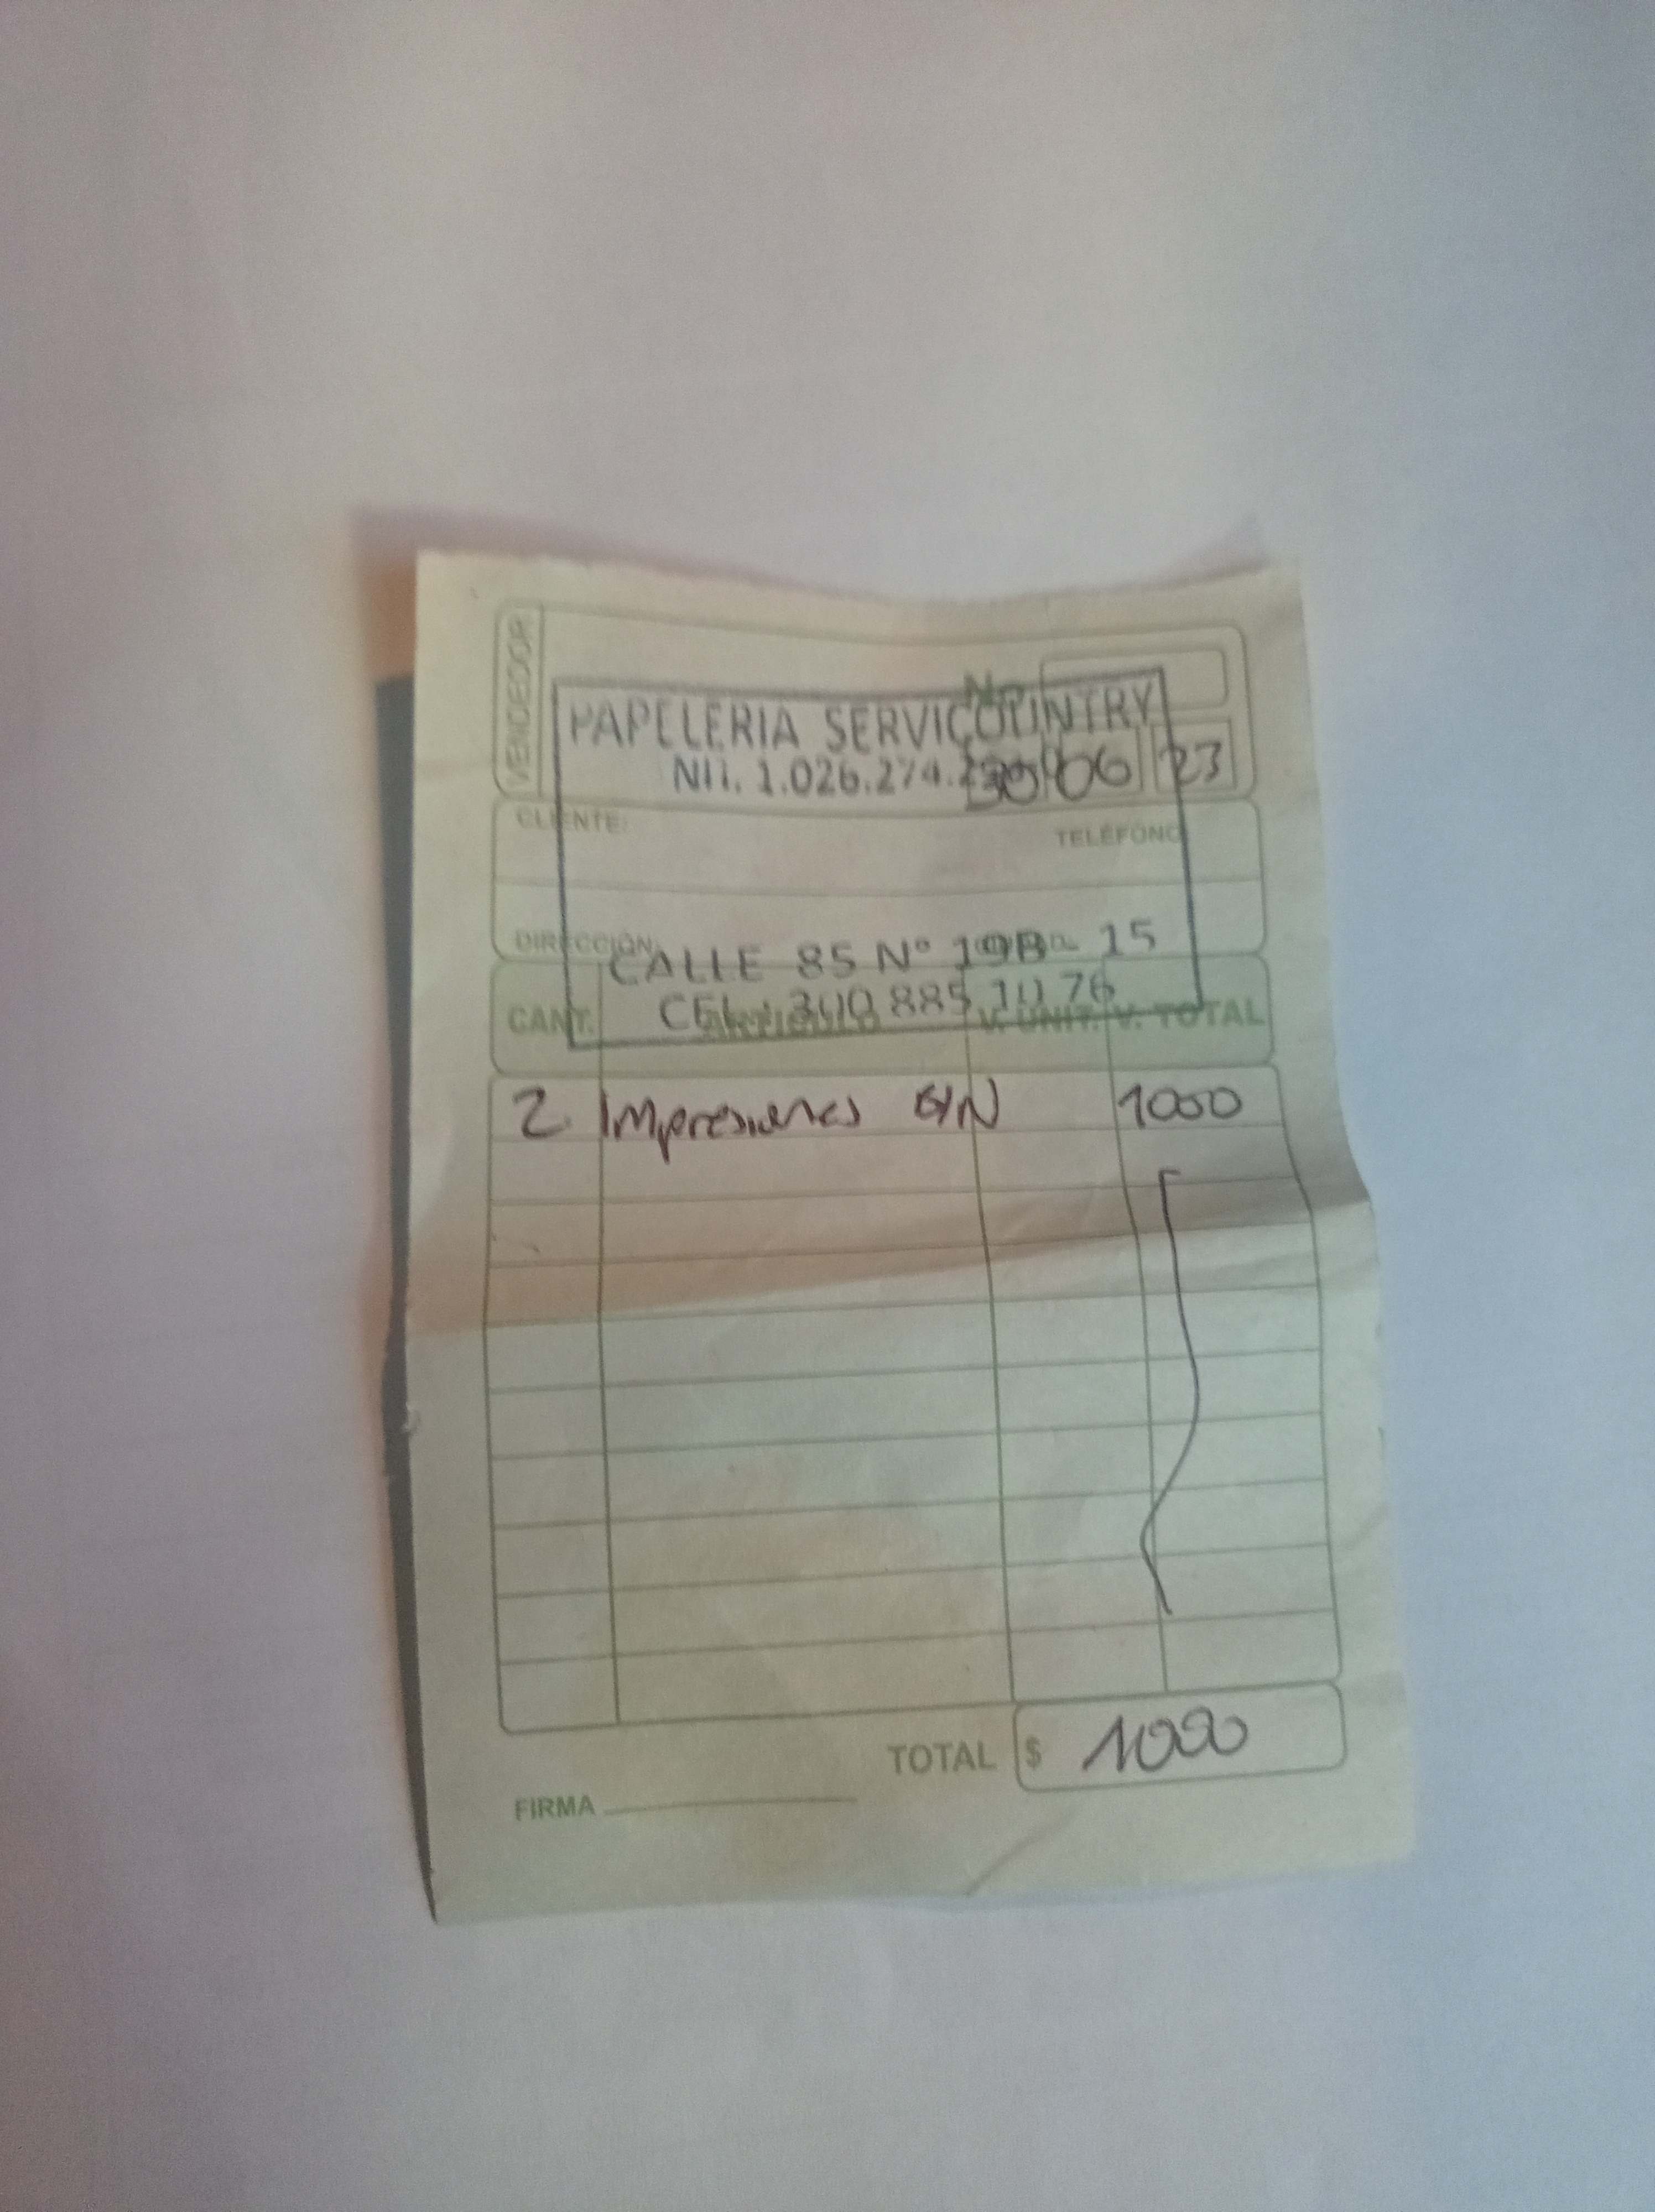 VENDEDOR
No.
PAPELERIA SERVICOUNTRY
Nit. 1.026.274. 30 06 23
CLIENTE:
TELÉFONO
DIRECCIÓN:
CALLE 85 N° 19B 15
CEL: 300 885 10 76
CANT. V. UNIT. V. TOTAL
2 Impresiones B/N 1000
TOTAL $ 1000
FIRMA